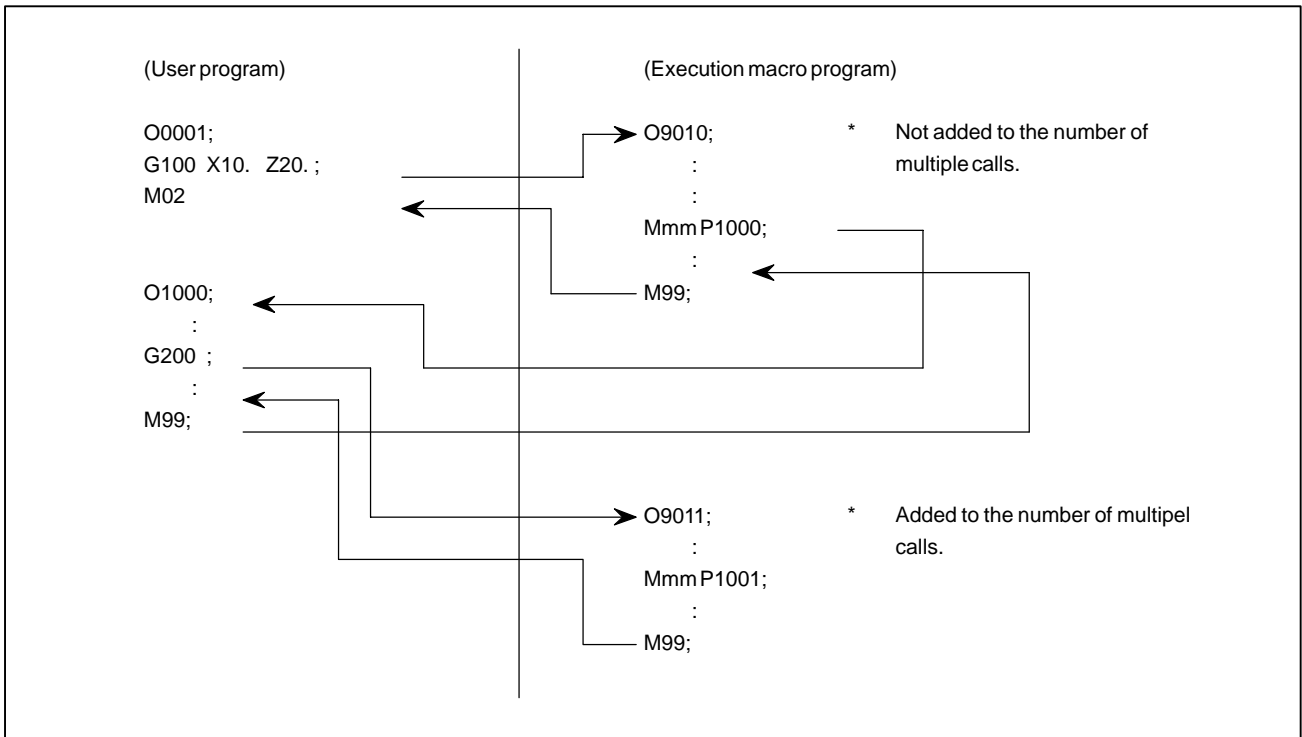 (User program)
O0001;
G100 X10. Z20. ;
M02
O1000;
:
G200 ;
:
M99;
(Execution macro program)
O9010;
:
:
Mmm P1000;
:
M99;
* Not added to the number of
multiple calls.
O9011;
:
Mmm P1001;
:
M99;
* Added to the number of multipel
calls.